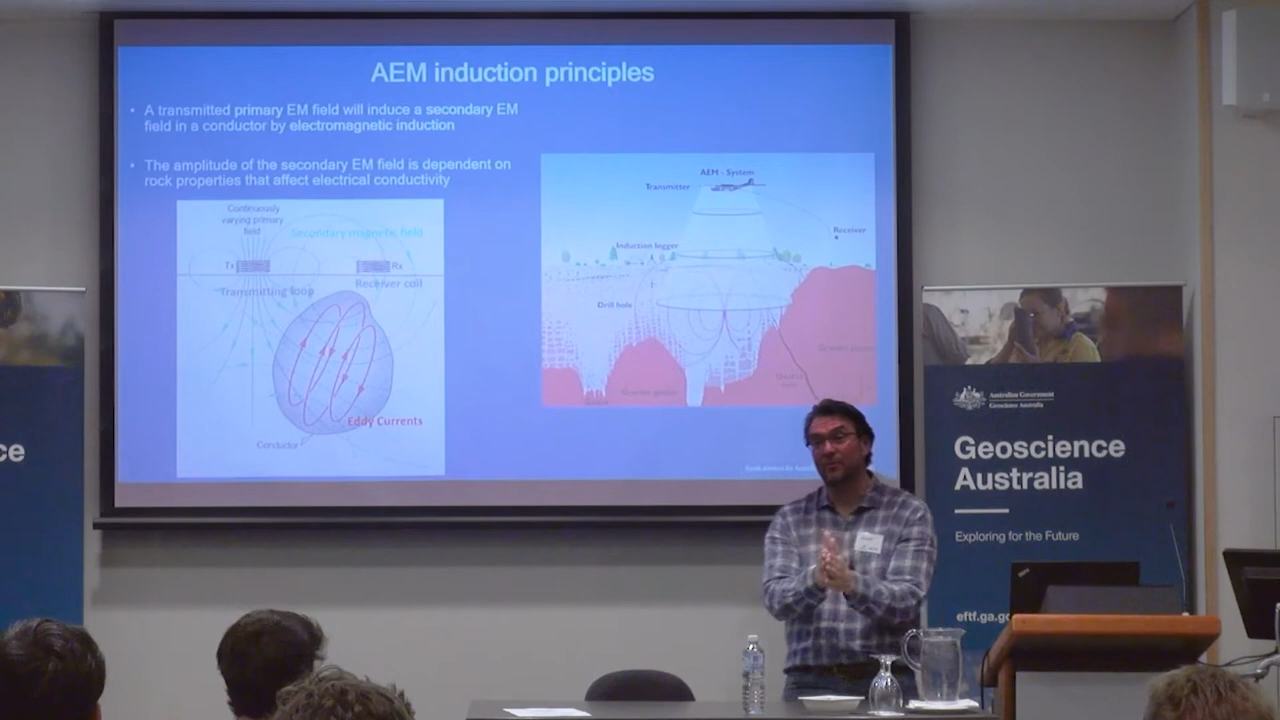 AEM induction principles
• A transmitted primary EM field will induce a secondary EM
field in a conductor by electromagnetic induction
• The amplitude of the secondary EM field is dependent on
rock properties that affect electrical conductivity
Continuously
varying primary
field
Secondary magnetic field
Tx
Rx
Transmitting loop
Receiver coil
Eddy Currents
Conductor
AEM - System
Transmitter
Receiver
Induction logger
Drill hole
ce
Australian Government
Geoscience Australia
Geoscience
Australia
Exploring for the Future
eftf.ga.go